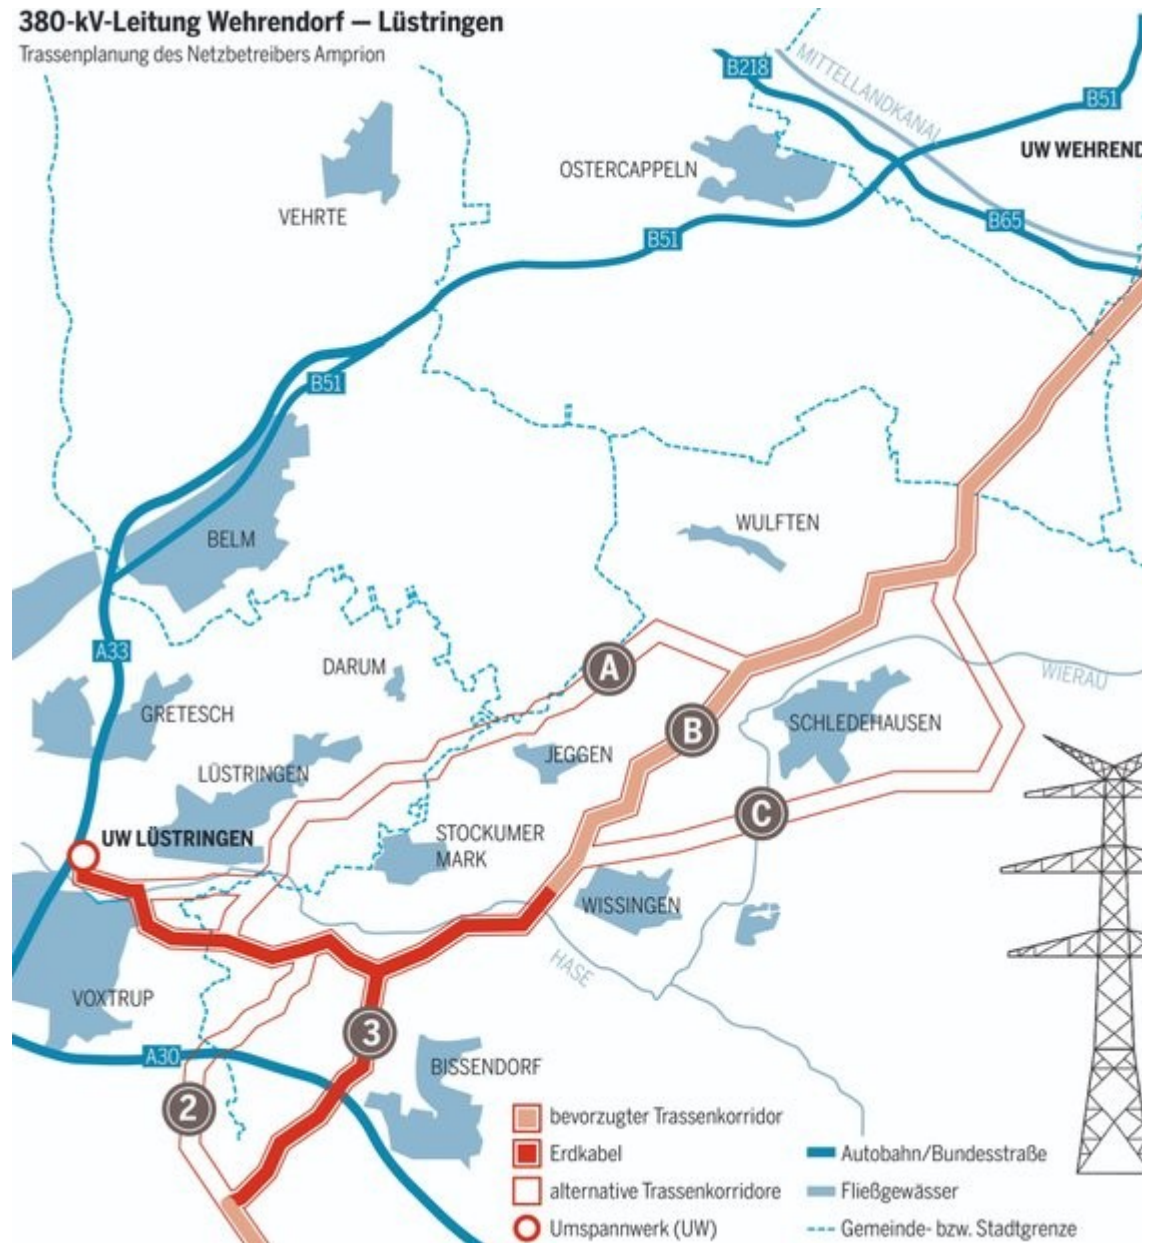 380-kV-Leitung Wehrendorf — Lüstringen
Trassenplanung des Netzbetreibers Amprion
B218
MITTELLANDKANAL
B51
UW WEHREND
OSTERCAPPELN
VEHRTE
B51
B65
B51
BELM
WULFTEN
A33
DARUM
A
WIERAU
GRETESCH
B
SCHLEDEHAUSEN
JEGGEN
LÜSTRINGEN
C
UW LÜSTRINGEN
STOCKUMER
MARK
WISSINGEN
HASE
VOXTRUP
3
A30
BISSENDORF
2
bevorzugter Trassenkorridor
Erdkabel
alternative Trassenkorridore
Umspannwerk (UW)
Autobahn/Bundesstraße
Fließgewässer
Gemeinde- bzw. Stadtgrenze